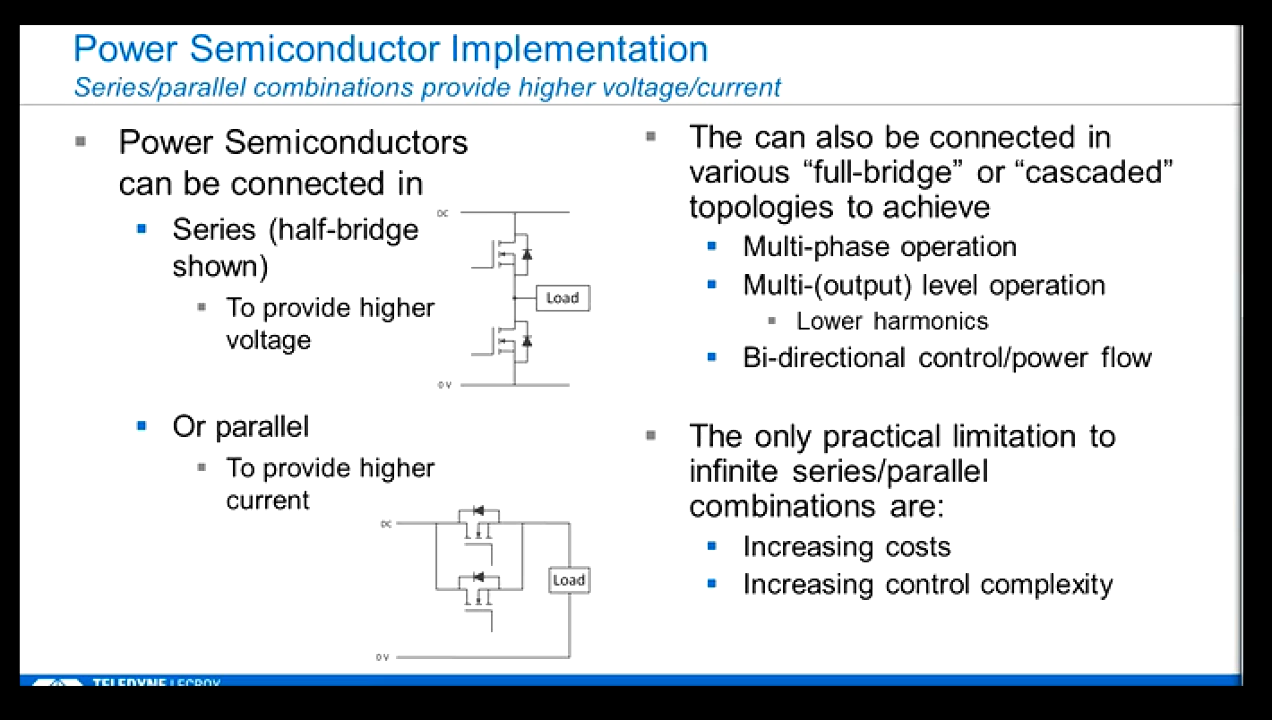 Power Semiconductor Implementation
Series/parallel combinations provide higher voltage/current
Power Semiconductors
can be connected in
Series (half-bridge
shown)
To provide higher
voltage
DC
Load
0 V
Or parallel
To provide higher
current
DC
Load
0 V
The can also be connected in
various “full-bridge” or “cascaded”
topologies to achieve
Multi-phase operation
Multi-(output) level operation
Lower harmonics
Bi-directional control/power flow
The only practical limitation to
infinite series/parallel
combinations are:
Increasing costs
Increasing control complexity
TELEDYNE LECROY